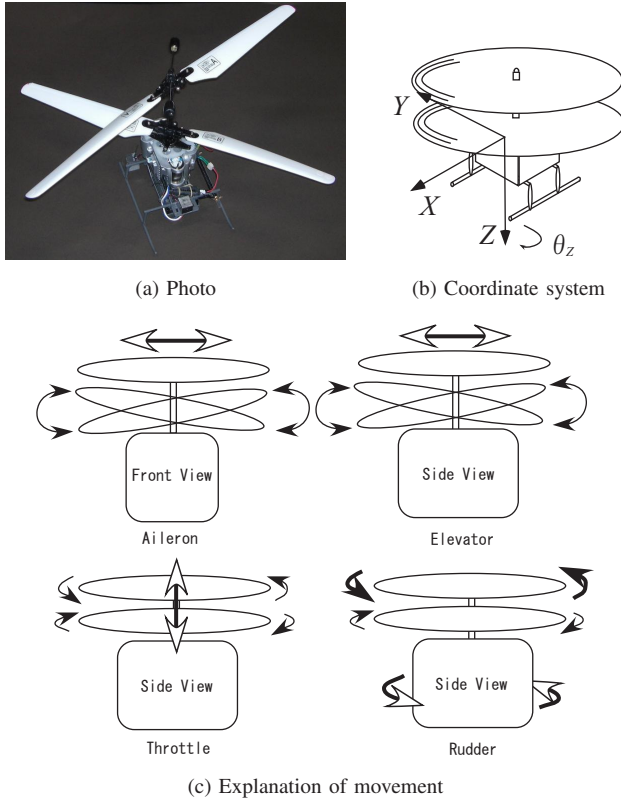 Y
X
Z
θz
(a) Photo
(b) Coordinate system
Front View
Side View
Aileron
Elevator
Side View
Side View
Throttle
Rudder
(c) Explanation of movement